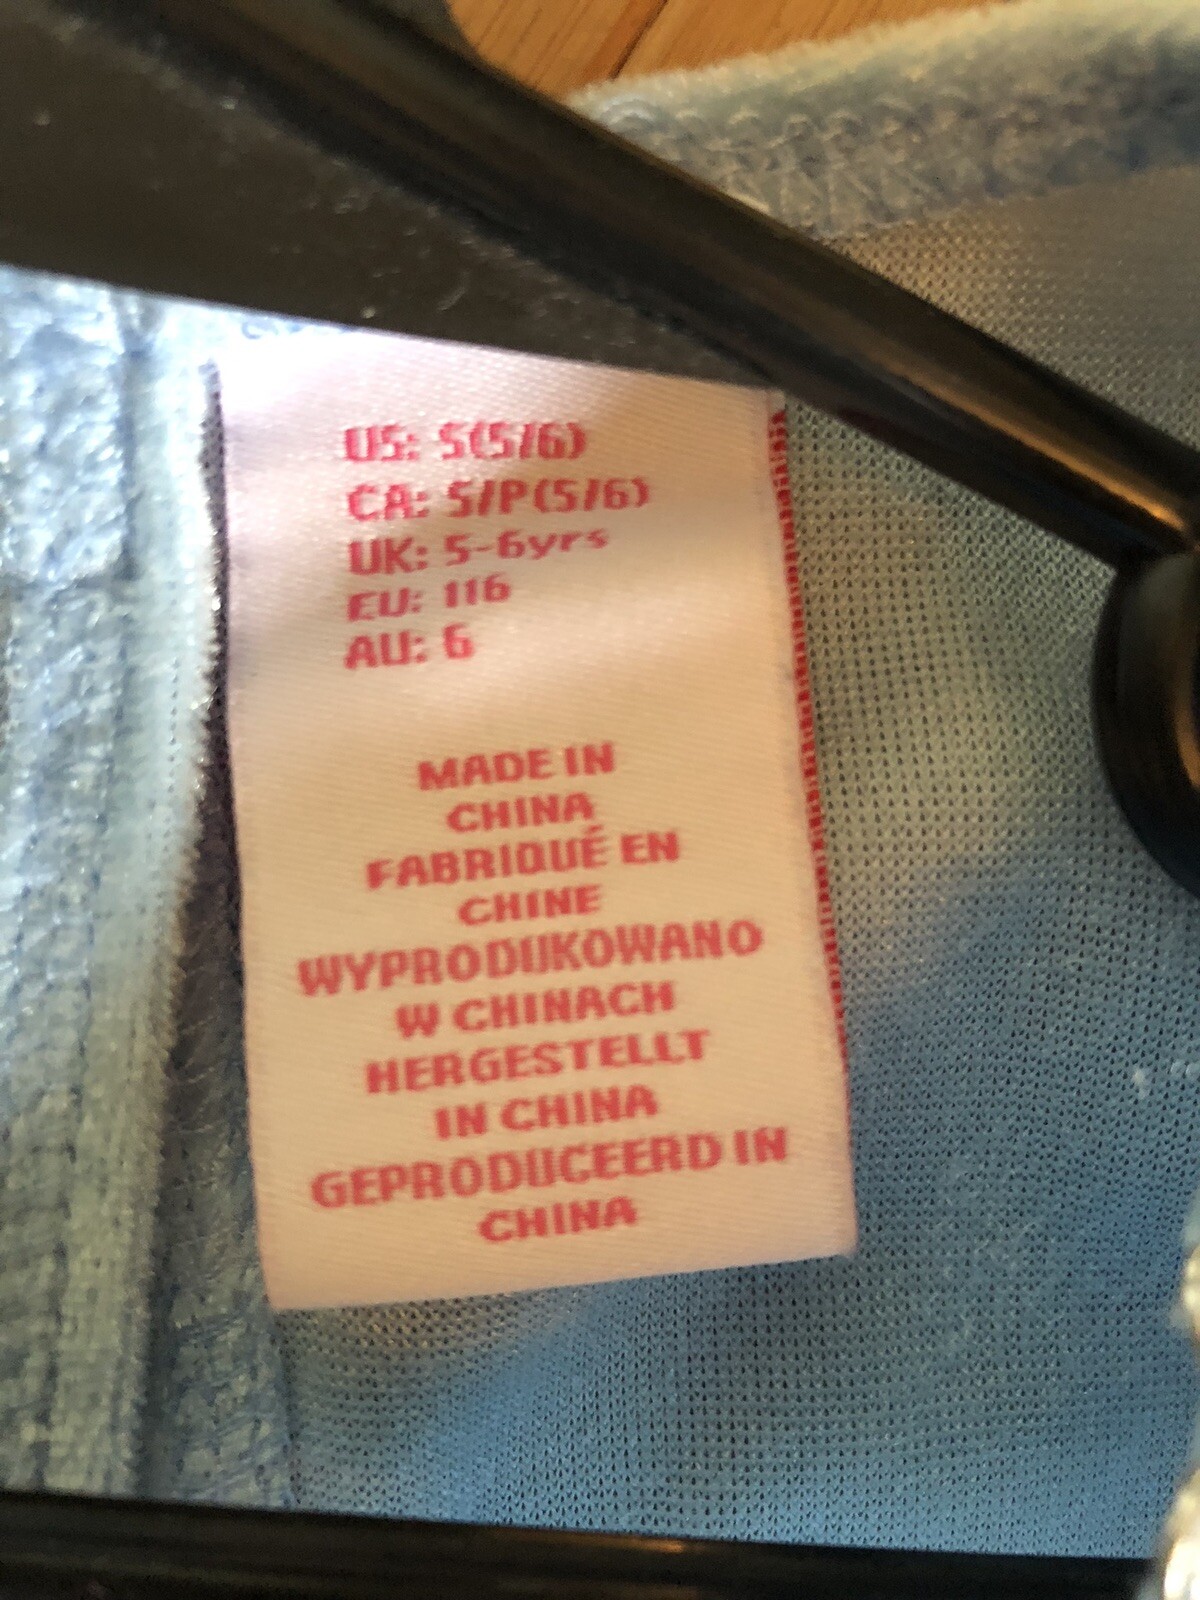 US: S(5/6)
CA: S/P(5/6)
UK: 5-6yrs
EU: 116
AU: 6
MADE IN
CHINA
FABRIQUÉ EN
CHINE
WYPRODUKOWANO
W CHINACH
HERGESTELLT
IN CHINA
GEPRODUCEERD IN
CHINA